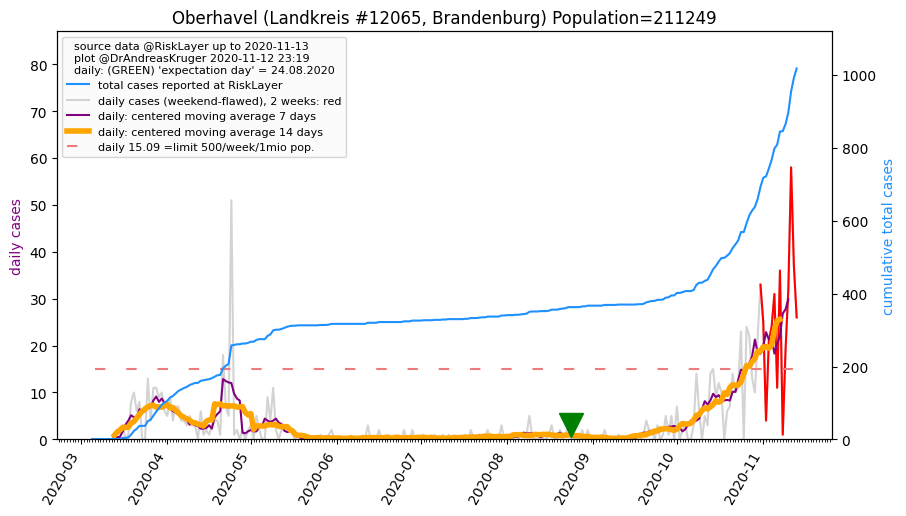 Oberhavel (Landkreis #12065, Brandenburg) Population=211249
source data @RiskLayer up to 2020-11-13
plot @DrAndreasKruger 2020-11-12 23:19
daily: (GREEN) 'expectation day' = 24.08.2020
total cases reported at RiskLayer
daily cases (weekend-flawed), 2 weeks: red
daily: centered moving average 7 days
daily: centered moving average 14 days
daily 15.09 =limit 500/week/1mio pop.
daily cases
80
70
60
50
40
30
20
10
0
cumulative total cases
1000
800
600
400
200
0
2020-03
2020-04
2020-05
2020-06
2020-07
2020-08
2020-09
2020-10
2020-11